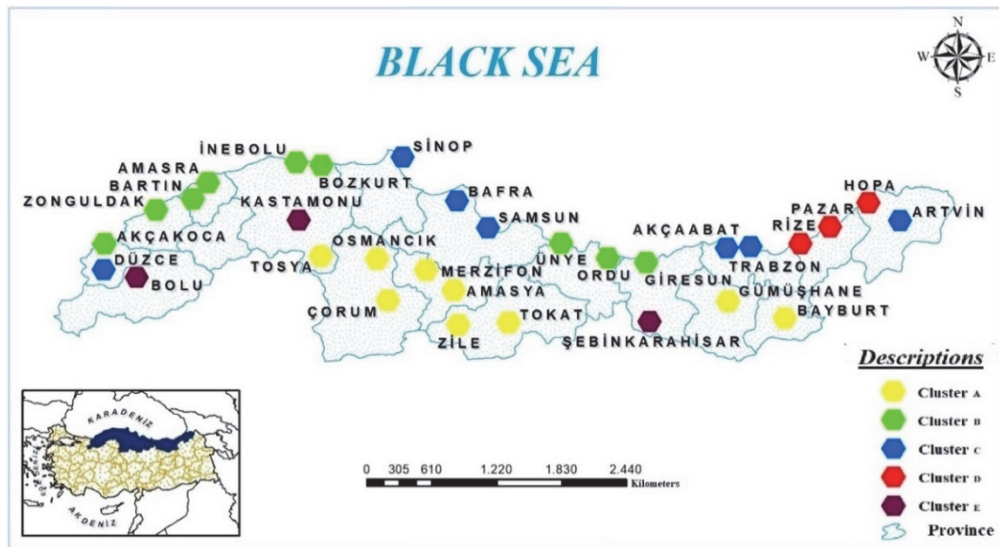 BLACK SEA
N
W E
S
SİNOP
İNEBOLU
AMASRA
BOZKURT
BARTIN
ZONGULDAK
KASTAMONU
BAFRA
SAMSUN
HOPA
PAZAR
ARTVİN
RİZE
AKÇAABAT
AKÇAKOCA
OSMANCIK
DÜZCE
TOSYA
BOLU
MERZİFON
ÜNYE
ORDU
GİRESUN
TRABZON
GÜMÜŞHANE
AMASYA
ÇORUM
TOKAT
BAYBURT
ZİLE
ŞEBİNKARAHİSAR
Descriptions
Cluster A
Cluster B
Cluster C
Cluster D
Cluster E
Province
KARADENİZ
AKDENİZ
0 305 610 1.220 1.830 2.440
Kilometers